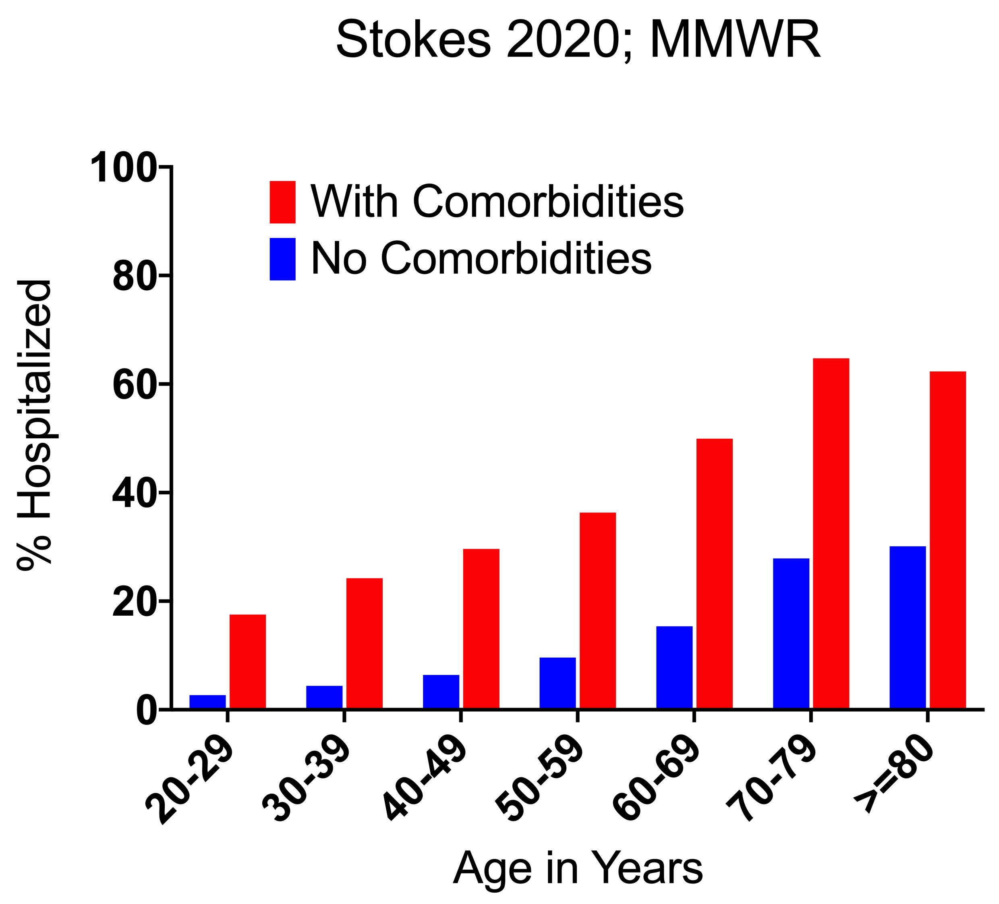 Stokes 2020; MMWR
With Comorbidities
No Comorbidities
% Hospitalized
100
80
60
40
20
0
20-29
30-39
40-49
50-59
60-69
70-79
>=80
Age in Years